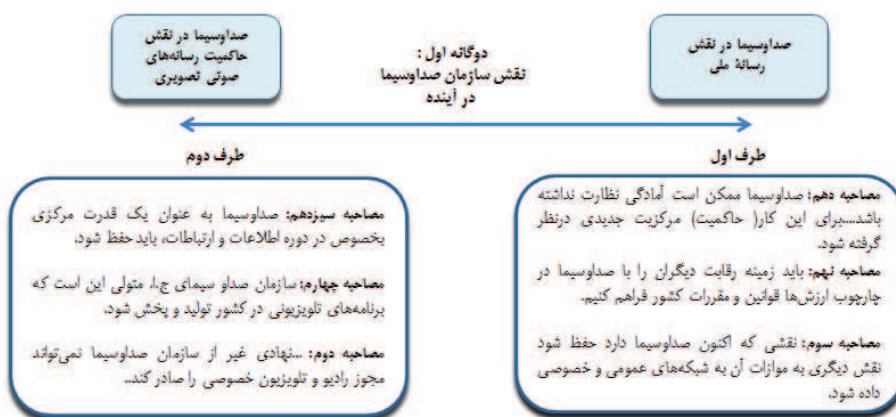 صداوسیما در نقش
رسانهٔ ملی
دوگانه اول :
نقش سازمان صداوسیما
در آینده
صداوسیما در نقش
حاکمیت رسانه‌های
صوتی تصویری
طرف اول
مصاحبه دهم: صداوسیما ممکن است آمادگی نظارت نداشته
باشد....برای این کار( حاکمیت) مرکزیت جدیدی درنظر
گرفته شود.
مصاحبه نهم: باید زمینه رقابت دیگران را با صداوسیما در
چارچوب ارزش‌ها قوانین و مقررات کشور فراهم کنیم.
مصاحبه سوم: نقشی که اکنون صداوسیما دارد حفظ شود
نقش دیگری به موازات آن به شبکه‌های عمومی و خصوصی
داده شود.
طرف دوم
مصاحبه سیزدهم: صداوسیما به عنوان یک قدرت مرکزی
بخصوص در دوره اطلاعات و ارتباطات، باید حفظ شود.
مصاحبه چهارم: سازمان صدا و سیمای ج.ا. متولی این است که
برنامه‌های تلویزیونی در کشور تولید و پخش شود.
مصاحبه دوم: ...نهادی غیر از سازمان صداوسیما نمی‌تواند
مجوز رادیو و تلویزیون خصوصی را صادر کند..